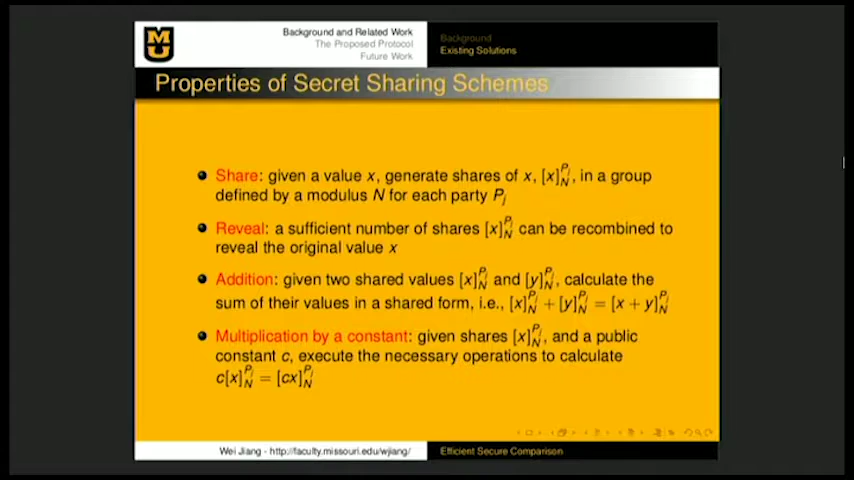 MU
Background and Related Work
The Proposed Protocol
Future Work
Background
Existing Solutions
Properties of Secret Sharing Schemes
Share: given a value x, generate shares of x, [x]_N^{P_j}, in a group
defined by a modulus N for each party P_j
Reveal: a sufficient number of shares [x]_N^{P_j} can be recombined to
reveal the original value x
Addition: given two shared values [x]_N^{P_j} and [y]_N^{P_j}, calculate the
sum of their values in a shared form, i.e., [x]_N^{P_j} + [y]_N^{P_j} = [x + y]_N^{P_j}
Multiplication by a constant: given shares [x]_N^{P_j}, and a public
constant c, execute the necessary operations to calculate
c[x]_N^{P_j} = [cx]_N^{P_j}
Wei Jiang - http://faculty.missouri.edu/wjiang/
Efficient Secure Comparison